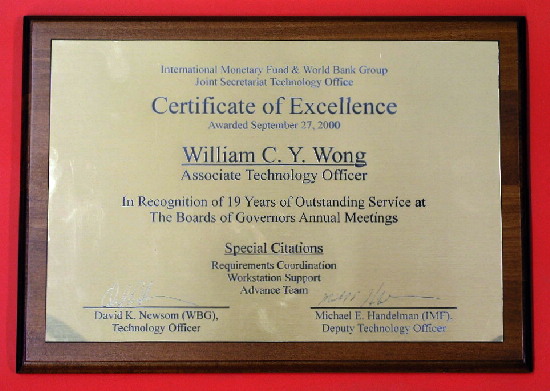 International Monetary Fund & World Bank Group
Joint Secretariat Technology Office
Certificate of Excellence
Awarded September 27, 2000
William C. Y. Wong
Associate Technology Officer
In Recognition of 19 Years of Outstanding Service at
The Boards of Governors Annual Meetings
Special Citations
Requirements Coordination
Workstation Support
Advance Team
David K. Newsom (WBG),
Technology Officer
Michael E. Handelman (IMF),
Deputy Technology Officer